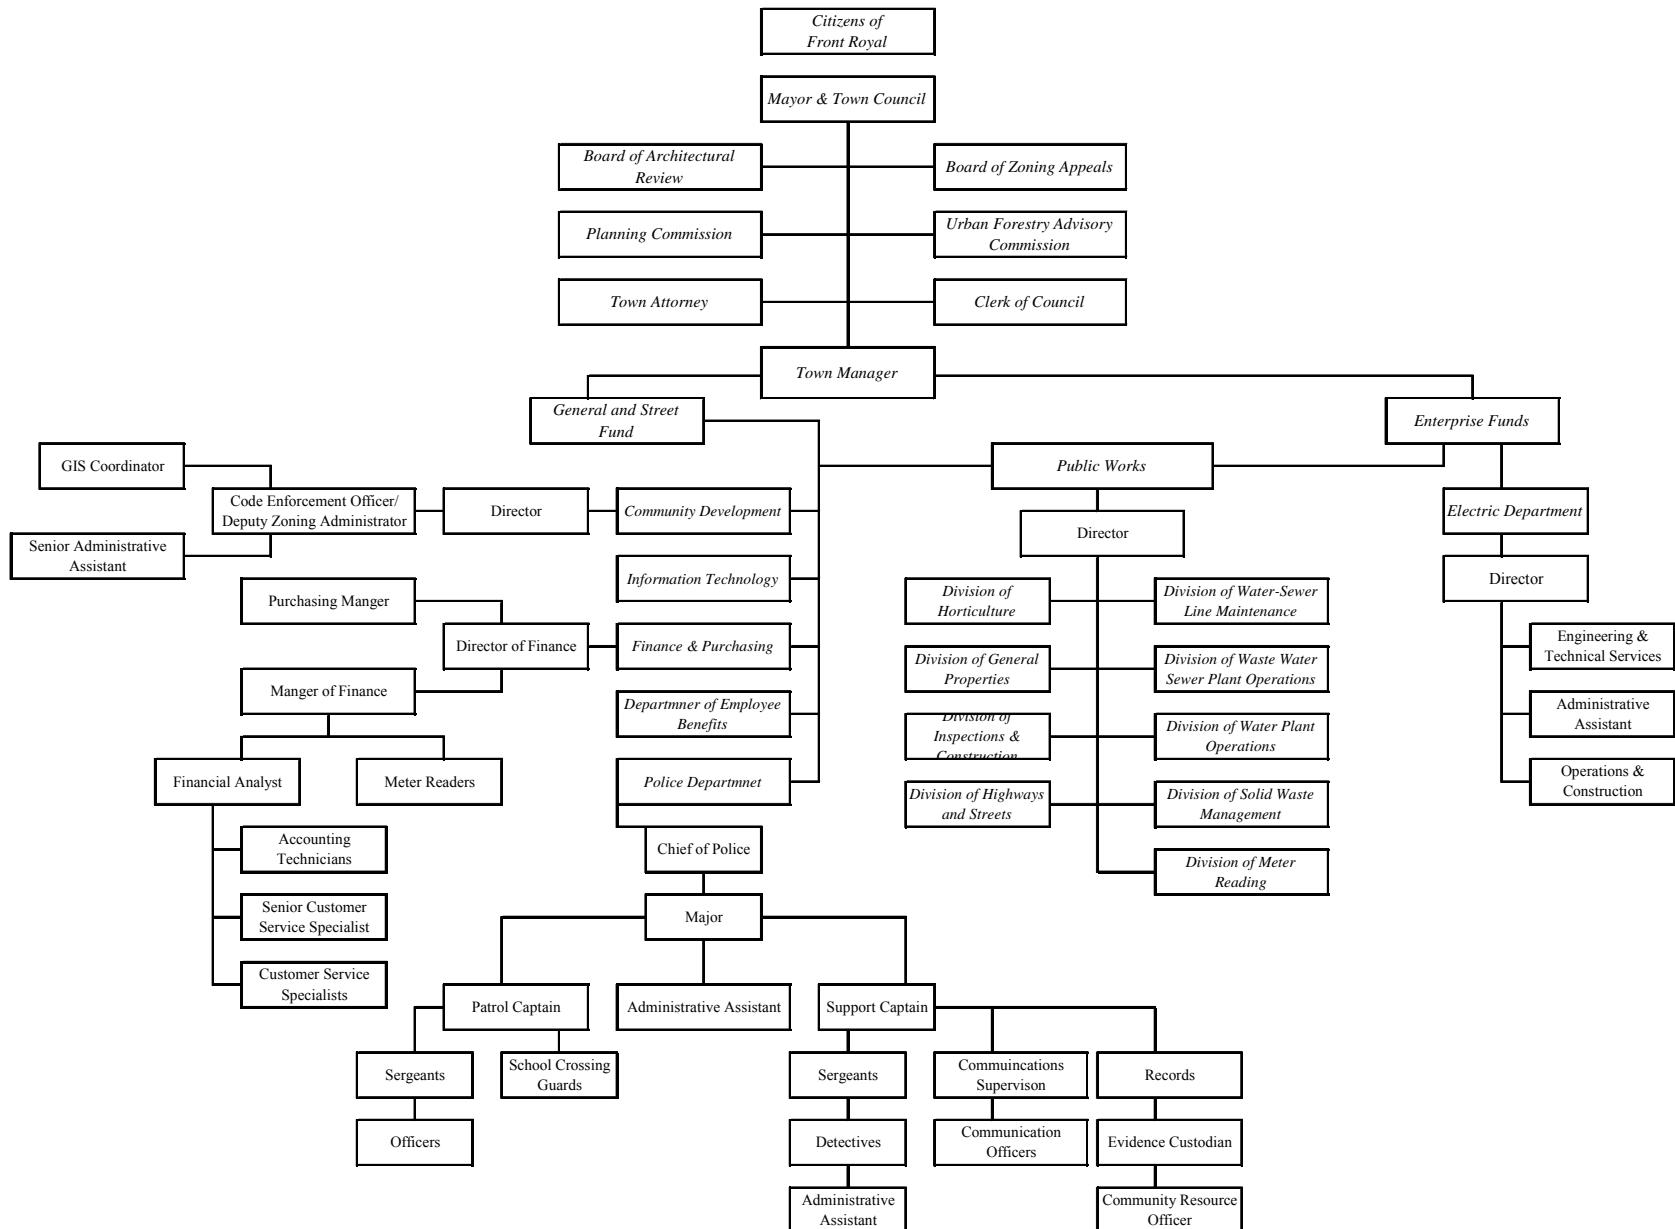 Citizens of
Front Royal
Mayor & Town Council
Board of Architectural
Review
Board of Zoning Appeals
Planning Commission
Urban Forestry Advisory
Commission
Town Attorney
Clerk of Council
Town Manager
General and Street
Fund
Enterprise Funds
GIS Coordinator
Public Works
Code Enforcement Officer/
Deputy Zoning Administrator
Director
Community Development
Electric Department
Director
Senior Administrative
Assistant
Information Technology
Director
Purchasing Manger
Division of
Horticulture
Division of Water-Sewer
Line Maintenance
Director of Finance
Finance & Purchasing
Engineering &
Technical Services
Division of General
Properties
Division of Waste Water
Sewer Plant Operations
Manger of Finance
Departmner of Employee
Benefits
Administrative
Assistant
Division of
Inspections &
Construction
Division of Water Plant
Operations
Financial Analyst
Meter Readers
Police Departmnet
Operations &
Construction
Division of Highways
and Streets
Division of Solid Waste
Management
Accounting
Technicians
Chief of Police
Division of Meter
Reading
Senior Customer
Service Specialist
Major
Customer Service
Specialists
Patrol Captain
Administrative Assistant
Support Captain
Sergeants
School Crossing
Guards
Sergeants
Commuincations
Supervison
Records
Officers
Detectives
Communication
Officers
Evidence Custodian
Administrative
Assistant
Community Resource
Officer